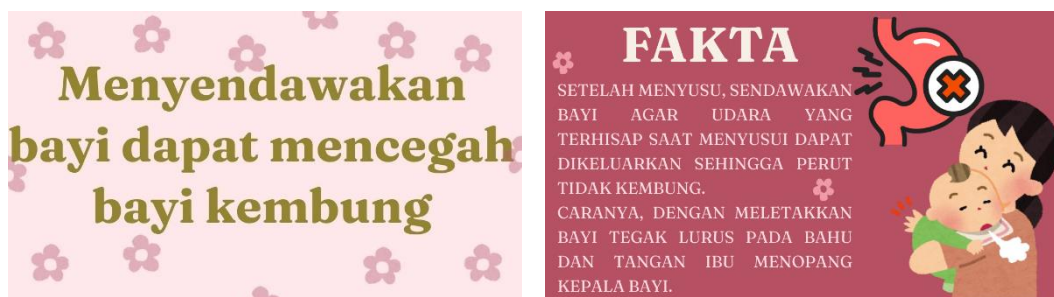 Menyendawakan
bayi dapat mencegah
bayi kembung
FAKTA
SETELAH MENYUSU, SENDAWAKAN
BAYI AGAR UDARA YANG
TERHISAP SAAT MENYUSUI DAPAT
DIKELUARKAN SEHINGGA PERUT
TIDAK KEMBUNG.
CARANYA, DENGAN MELETAKKAN
BAYI TEGAK LURUS PADA BAHU
DAN TANGAN IBU MENOPANG
KEPALA BAYI.